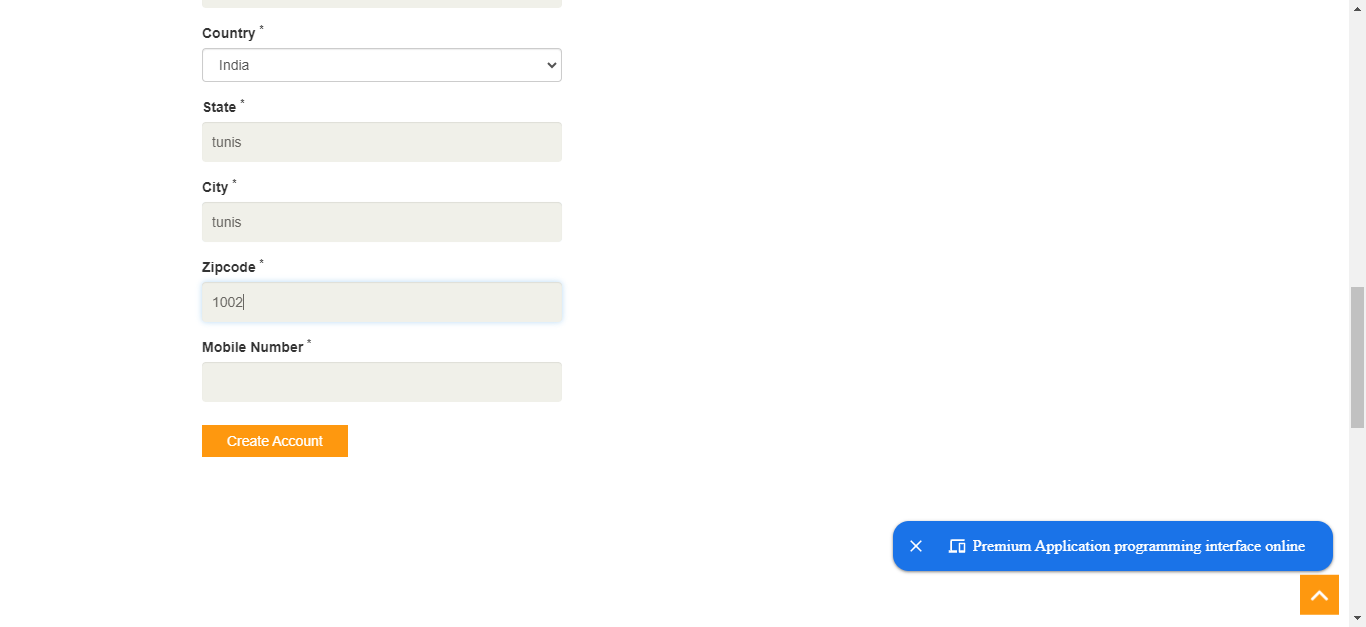 Country *
India
State *
tunis
City *
tunis
Zipcode *
1002
Mobile Number *
Create Account
Premium Application programming interface online